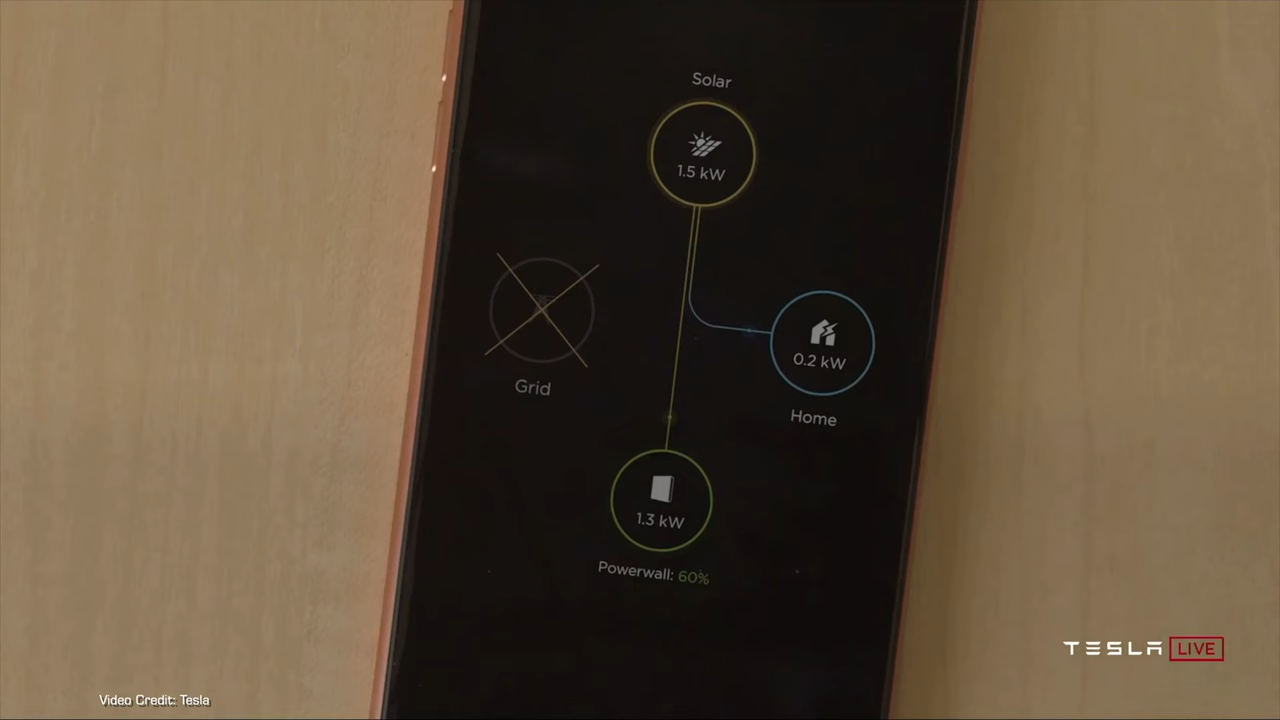 Solar
1.5 kW
Grid
0.2 kW
Home
1.3 kW
Powerwall: 60%
TESLA LIVE
Video Credit: Tesla